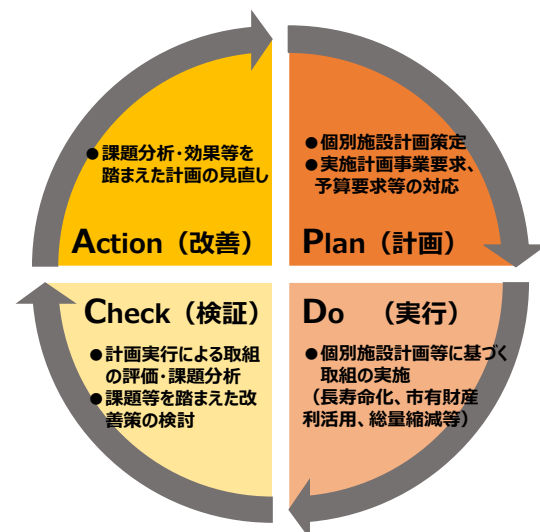 ●課題分析・効果等を
踏まえた計画の見直し
Action（改善）
●個別施設計画策定
●実施計画事業要求、
予算要求等の対応
Plan（計画）
Check（検証）
●計画実行による取組
の評価・課題分析
●課題等を踏まえた改
善策の検討
Do （実行）
●個別施設計画等に基づく
取組の実施
（長寿命化、市有財産
利活用、総量縮減等）